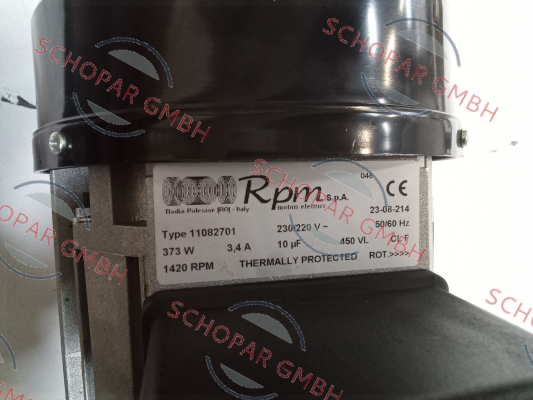 SCHOPAR GMBH
SCHOPAR GMBH
SCHOPAR GMBH
046
Rpm S.p.A.
CE
Badia Polesine (RO) - Italy
motori elettrici
23-08-214
Type 11082701
230/220 V ~
50/60 Hz
373 W 3,4 A 10 µF 450 VL CL F
1420 RPM THERMALLY PROTECTED ROT.>>>>
SCHOPAR GMBH
SCHOPAR GMBH